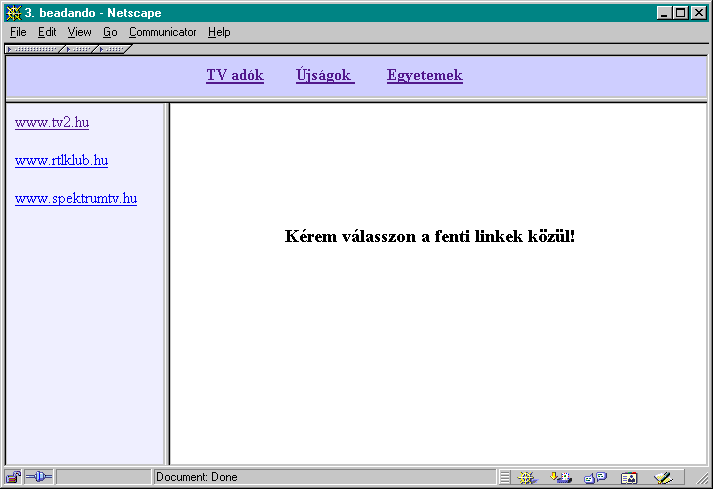 3. beadando - Netscape
File Edit View Go Communicator Help
TV adók Újságok Egyetemek
www.tv2.hu
www.rtlklub.hu
www.spektrumtv.hu
Kérem válasszon a fenti linkek közül!
Document: Done